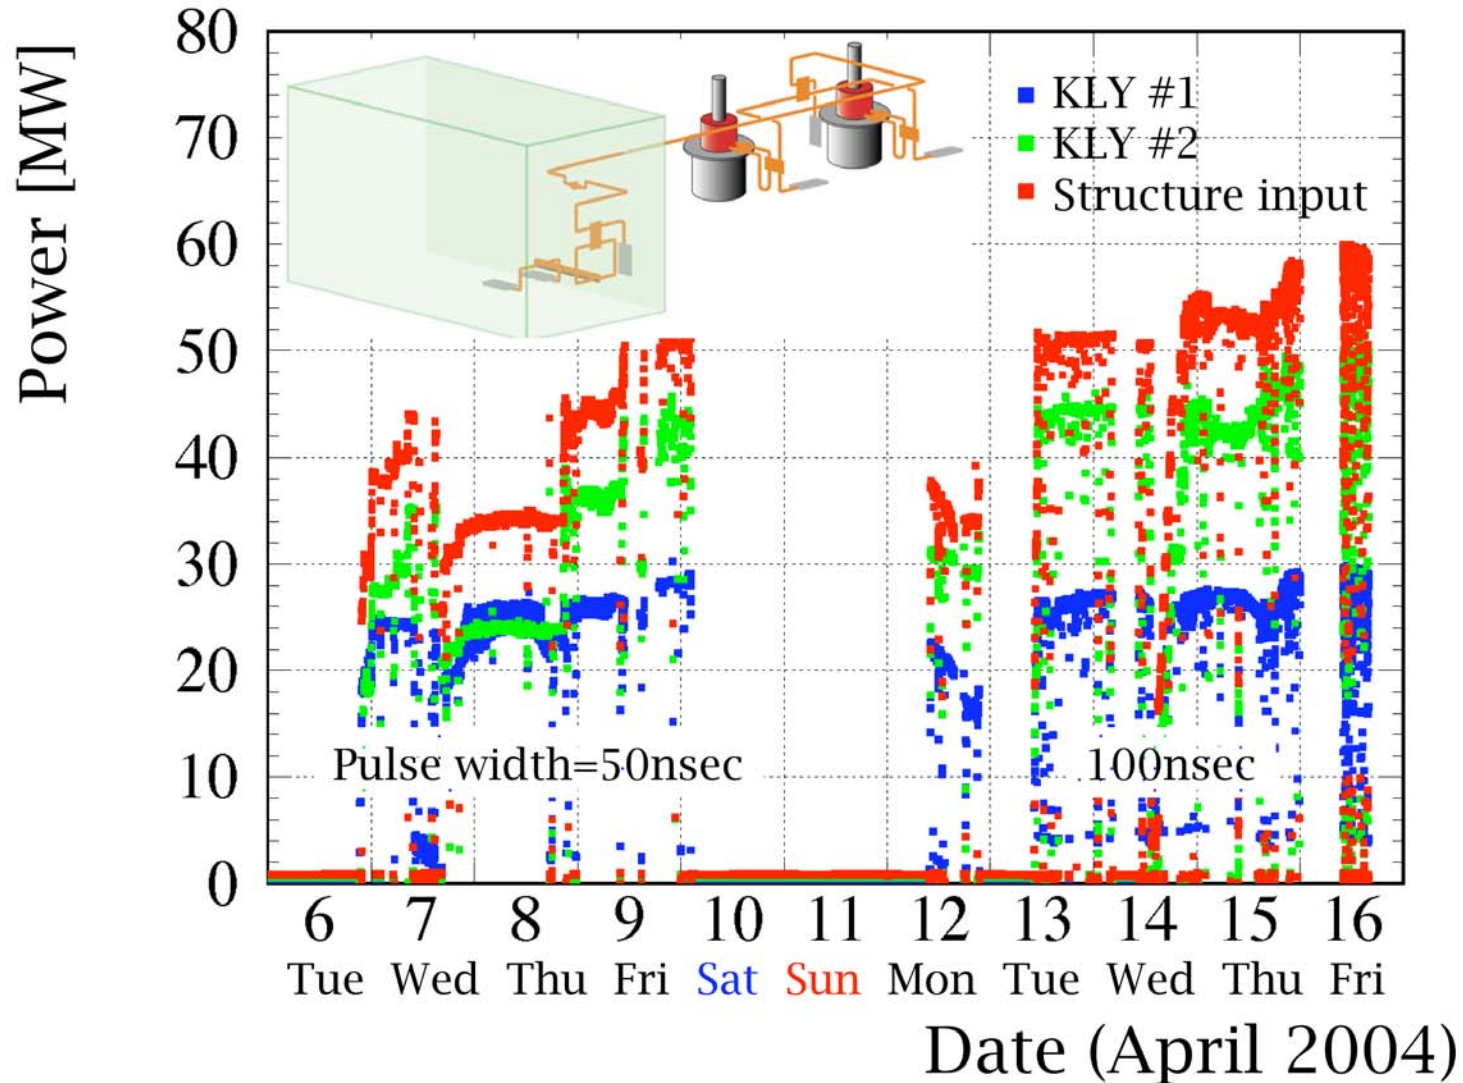 Power [MW]
80
70
60
50
40
30
20
10
0
KLY #1
KLY #2
Structure input
Pulse width=50nsec
100nsec
6 7 8 9 10 11 12 13 14 15 16
Tue Wed Thu Fri Sat Sun Mon Tue Wed Thu Fri
Date (April 2004)